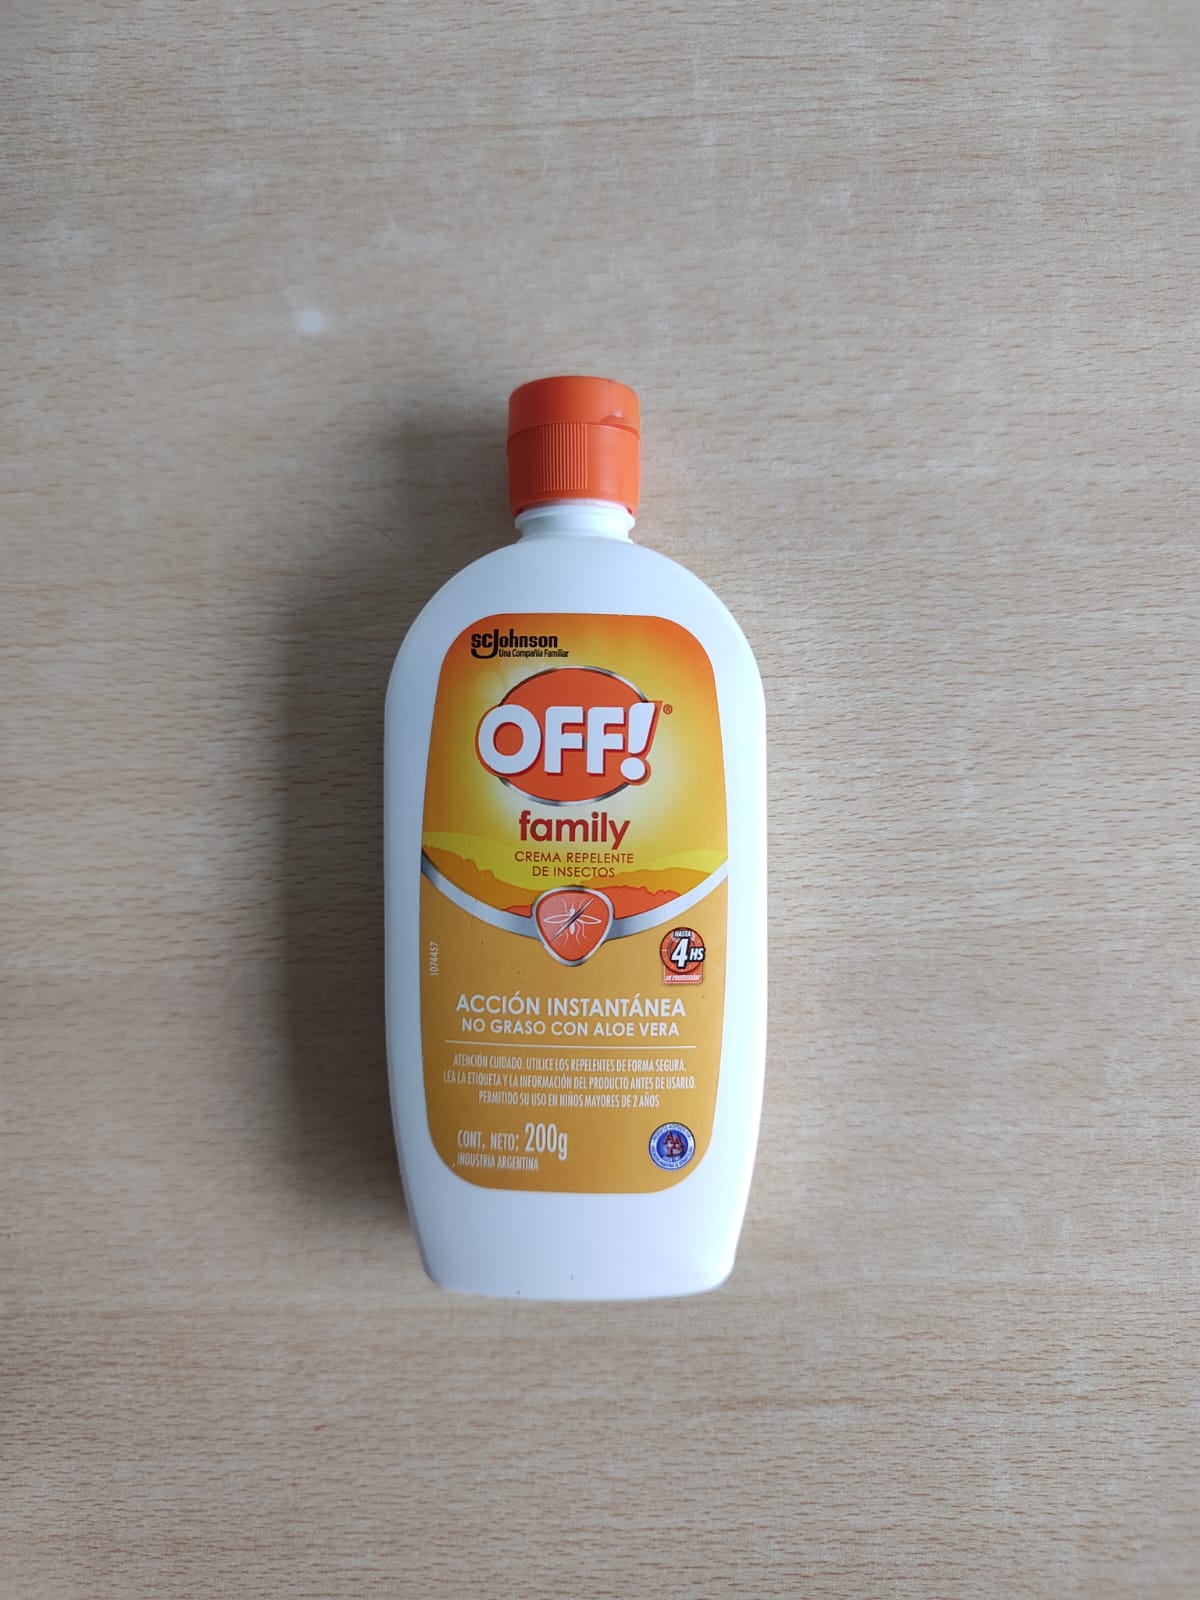 scJohnson
Una Compañía Familiar
OFF!®
family
CREMA REPELENTE
DE INSECTOS
HASTA
4HS
DE PROTECCIÓN
1074457
ACCIÓN INSTANTÁNEA
NO GRASO CON ALOE VERA
ATENCIÓN CUIDADO. UTILICE LOS REPELENTES DE FORMA SEGURA.
LEA LA ETIQUETA Y LA INFORMACIÓN DEL PRODUCTO ANTES DE USARLO.
PERMITIDO SU USO EN NIÑOS MAYORES DE 2 AÑOS
CONT. NETO: 200g
INDUSTRIA ARGENTINA